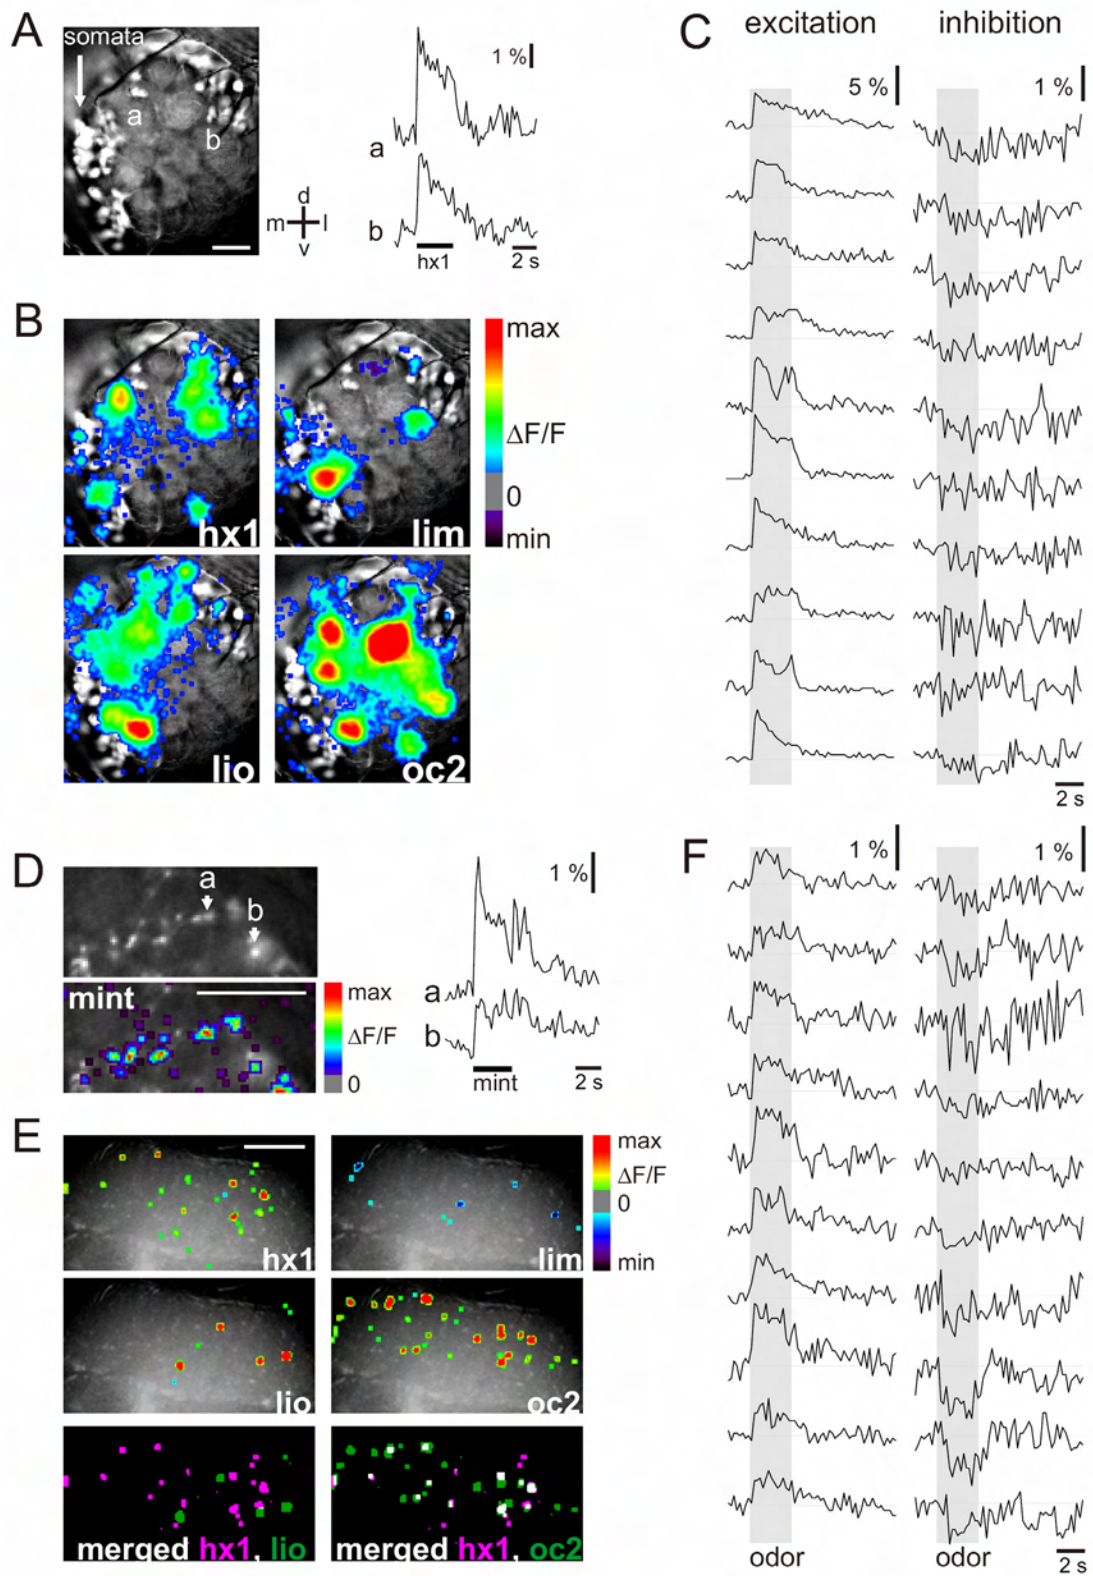 A
somata
a
b
d
m
l
v
1 %
a
b
hx1
2 s
B
hx1
lim
lio
oc2
max
ΔF/F
0
min
C
excitation
inhibition
5 %
1 %
2 s
D
a
b
mint
max
ΔF/F
0
1 %
a
b
mint
2 s
E
hx1
lim
lio
oc2
max
ΔF/F
0
min
merged hx1, lio
merged hx1, oc2
F
1 %
1 %
odor
odor
2 s